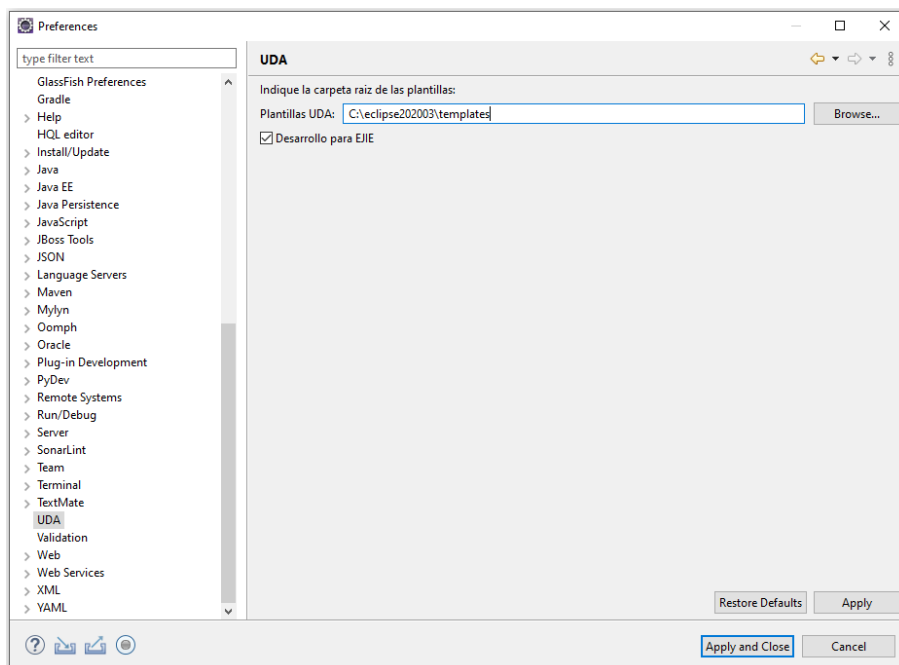 Preferences
type filter text
GlassFish Preferences
Gradle
Help
HQL editor
Install/Update
Java
Java EE
Java Persistence
JavaScript
JBoss Tools
JSON
Language Servers
Maven
Mylyn
Oomph
Oracle
Plug-in Development
PyDev
Remote Systems
Run/Debug
Server
SonarLint
Team
Terminal
TextMate
UDA
Validation
Web
Web Services
XML
YAML
UDA
Indique la carpeta raiz de las plantillas:
Plantillas UDA: C:\eclipse202003\templates Browse...
Desarrollo para EJIE
Restore Defaults Apply
Apply and Close Cancel